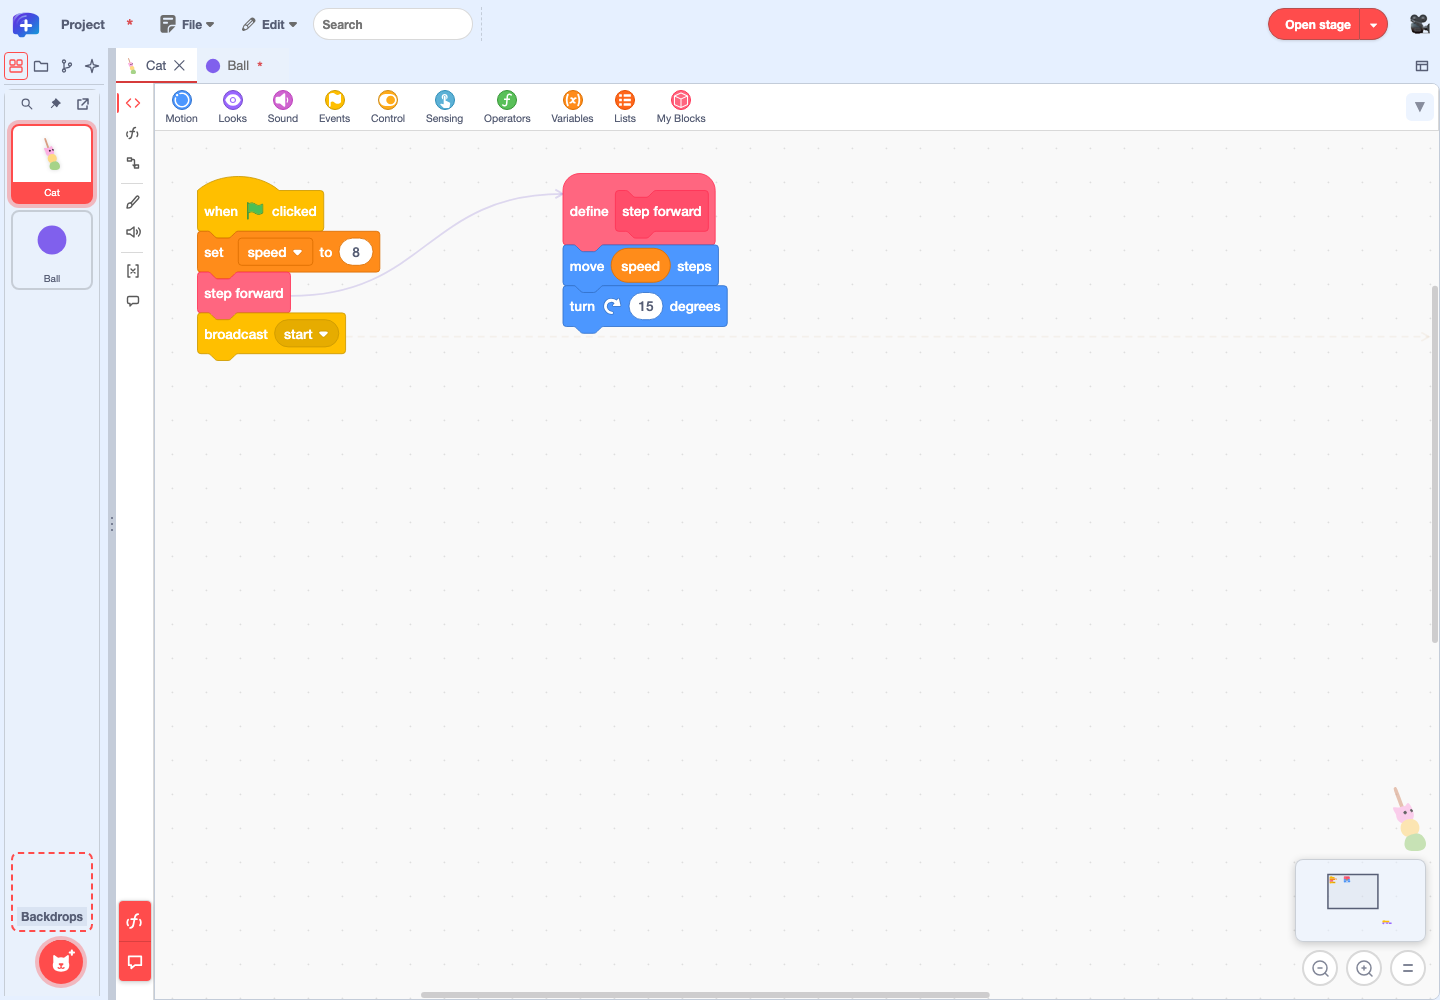 Project *
File
Edit
Search
Open stage
Cat
Ball *
Motion
Looks
Sound
Events
Control
Sensing
Operators
Variables
Lists
My Blocks
Cat
Ball
when clicked
set speed to 8
step forward
broadcast start
define step forward
move speed steps
turn 15 degrees
Backdrops